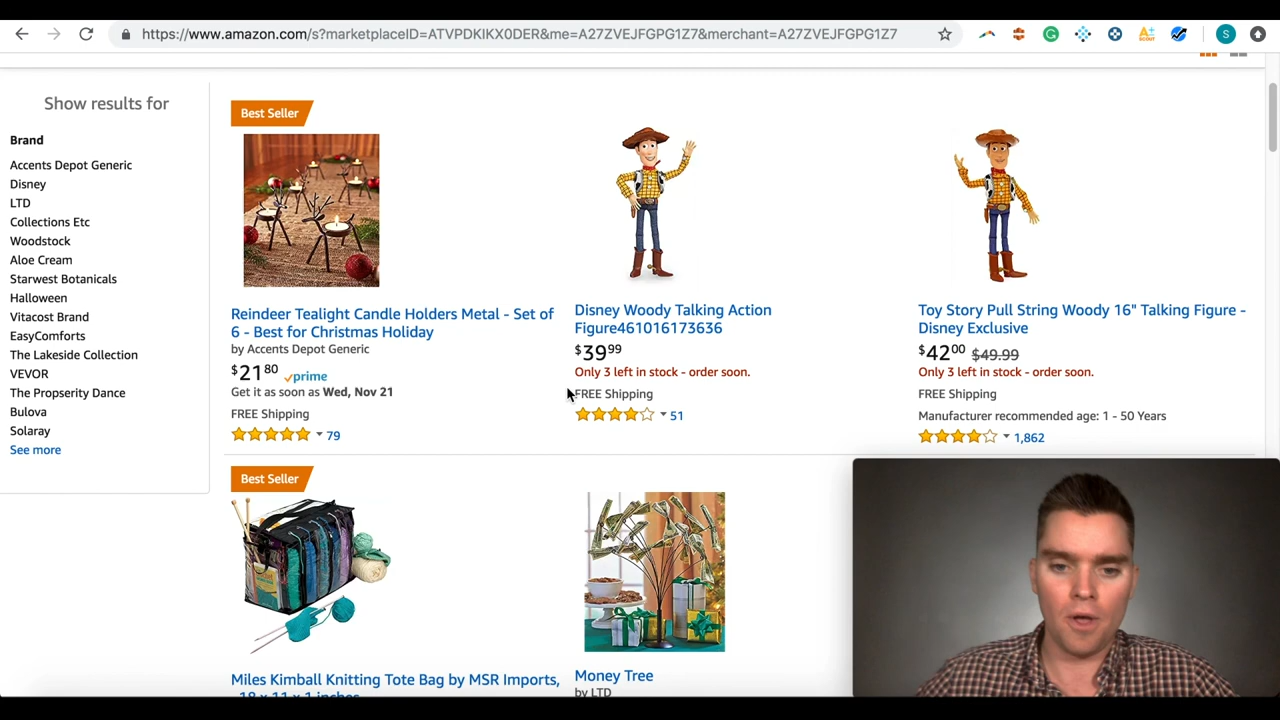 https://www.amazon.com/s?marketplaceID=ATVPDKIKX0DER&me=A27ZVEJFGPG1Z7&merchant=A27ZVEJFGPG1Z7
S
Show results for
Brand
Accents Depot Generic
Disney
LTD
Collections Etc
Woodstock
Aloe Cream
Starwest Botanicals
Halloween
Vitacost Brand
EasyComforts
The Lakeside Collection
VEVOR
The Propserity Dance
Bulova
Solaray
See more
Best Seller
Reindeer Tealight Candle Holders Metal - Set of
6 - Best for Christmas Holiday
by Accents Depot Generic
$21 80 prime
Get it as soon as Wed, Nov 21
FREE Shipping
79
Disney Woody Talking Action
Figure461016173636
$39 99
Only 3 left in stock - order soon.
FREE Shipping
51
Toy Story Pull String Woody 16" Talking Figure -
Disney Exclusive
$42 00 $49.99
Only 3 left in stock - order soon.
FREE Shipping
Manufacturer recommended age: 1 - 50 Years
1,862
Best Seller
Miles Kimball Knitting Tote Bag by MSR Imports,
18 x 11 x 1 inches
Money Tree
by LTD